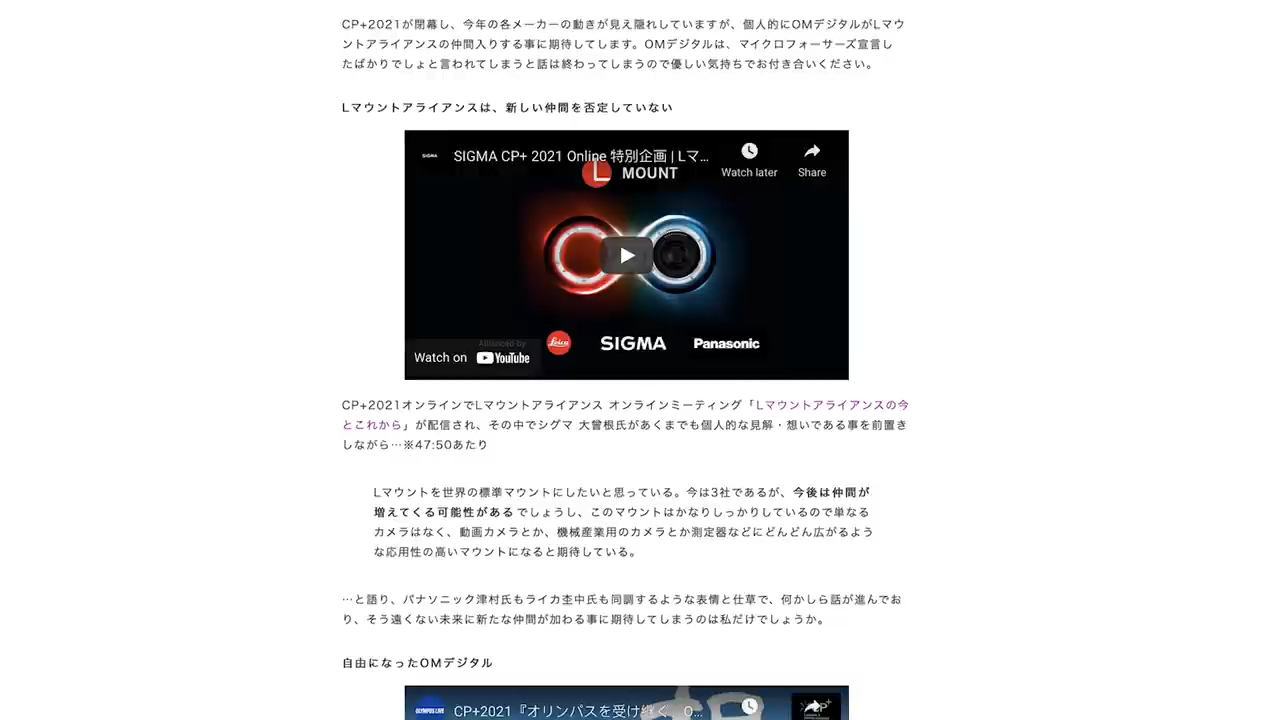 CP+2021が閉幕し、今年の各メーカーの動きが見え隠れしていますが、個人的にOMデジタルがLマウ
ントアライアンスの仲間入りする事に期待してします。OMデジタルは、マイクロフォーサーズ宣言し
たばかりでしょと言われてしまうと話は終わってしまうので優しい気持ちでお付き合いください。
Lマウントアライアンスは、新しい仲間を否定していない
SIGMA
SIGMA CP+ 2021 Online 特別企画 | Lマ...
Watch later
Share
L MOUNT
Allianced by
Leica
SIGMA
Panasonic
Watch on YouTube
CP+2021オンラインでLマウントアライアンス オンラインミーティング「Lマウントアライアンスの今
とこれから」が配信され、その中でシグマ 大曾根氏があくまでも個人的な見解・想いである事を前置き
しながら…※47:50あたり
Lマウントを世界の標準マウントにしたいと思っている。今は3社であるが、今後は仲間が
増えてくる可能性があるでしょうし、このマウントはかなりしっかりしているので単なる
カメラはなく、動画カメラとか、機械産業用のカメラとか測定器などにどんどん広がるよう
な応用性の高いマウントになると期待している。
…と語り、パナソニック津村氏もライカ杢中氏も同調するような表情と仕草で、何かしら話が進んでお
り、そう遠くない未来に新たな仲間が加わる事に期待してしまうのは私だけでしょうか。
自由になったOMデジタル
OLYMPUS LIVE
CP+2021『オリンパスを受け継ぐ、O...